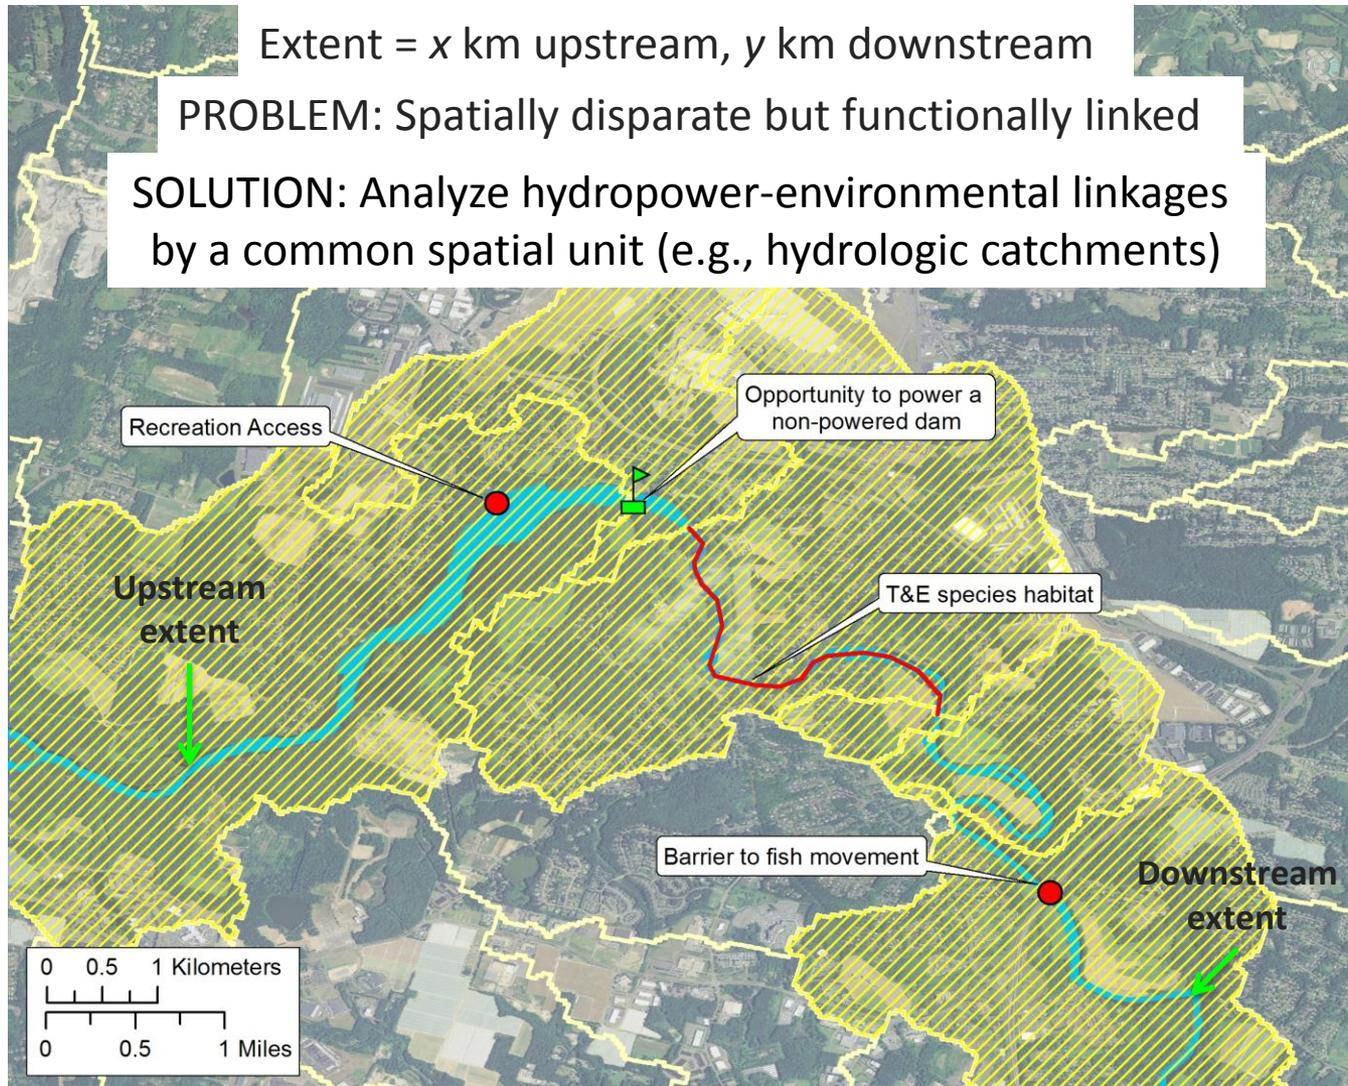 Extent = x km upstream, y km downstream
PROBLEM: Spatially disparate but functionally linked
SOLUTION: Analyze hydropower-environmental linkages
by a common spatial unit (e.g., hydrologic catchments)
Opportunity to power a
non-powered dam
Recreation Access
Upstream
extent
T&E species habitat
Barrier to fish movement
Downstream
extent
0 0.5 1 Kilometers
0 0.5 1 Miles